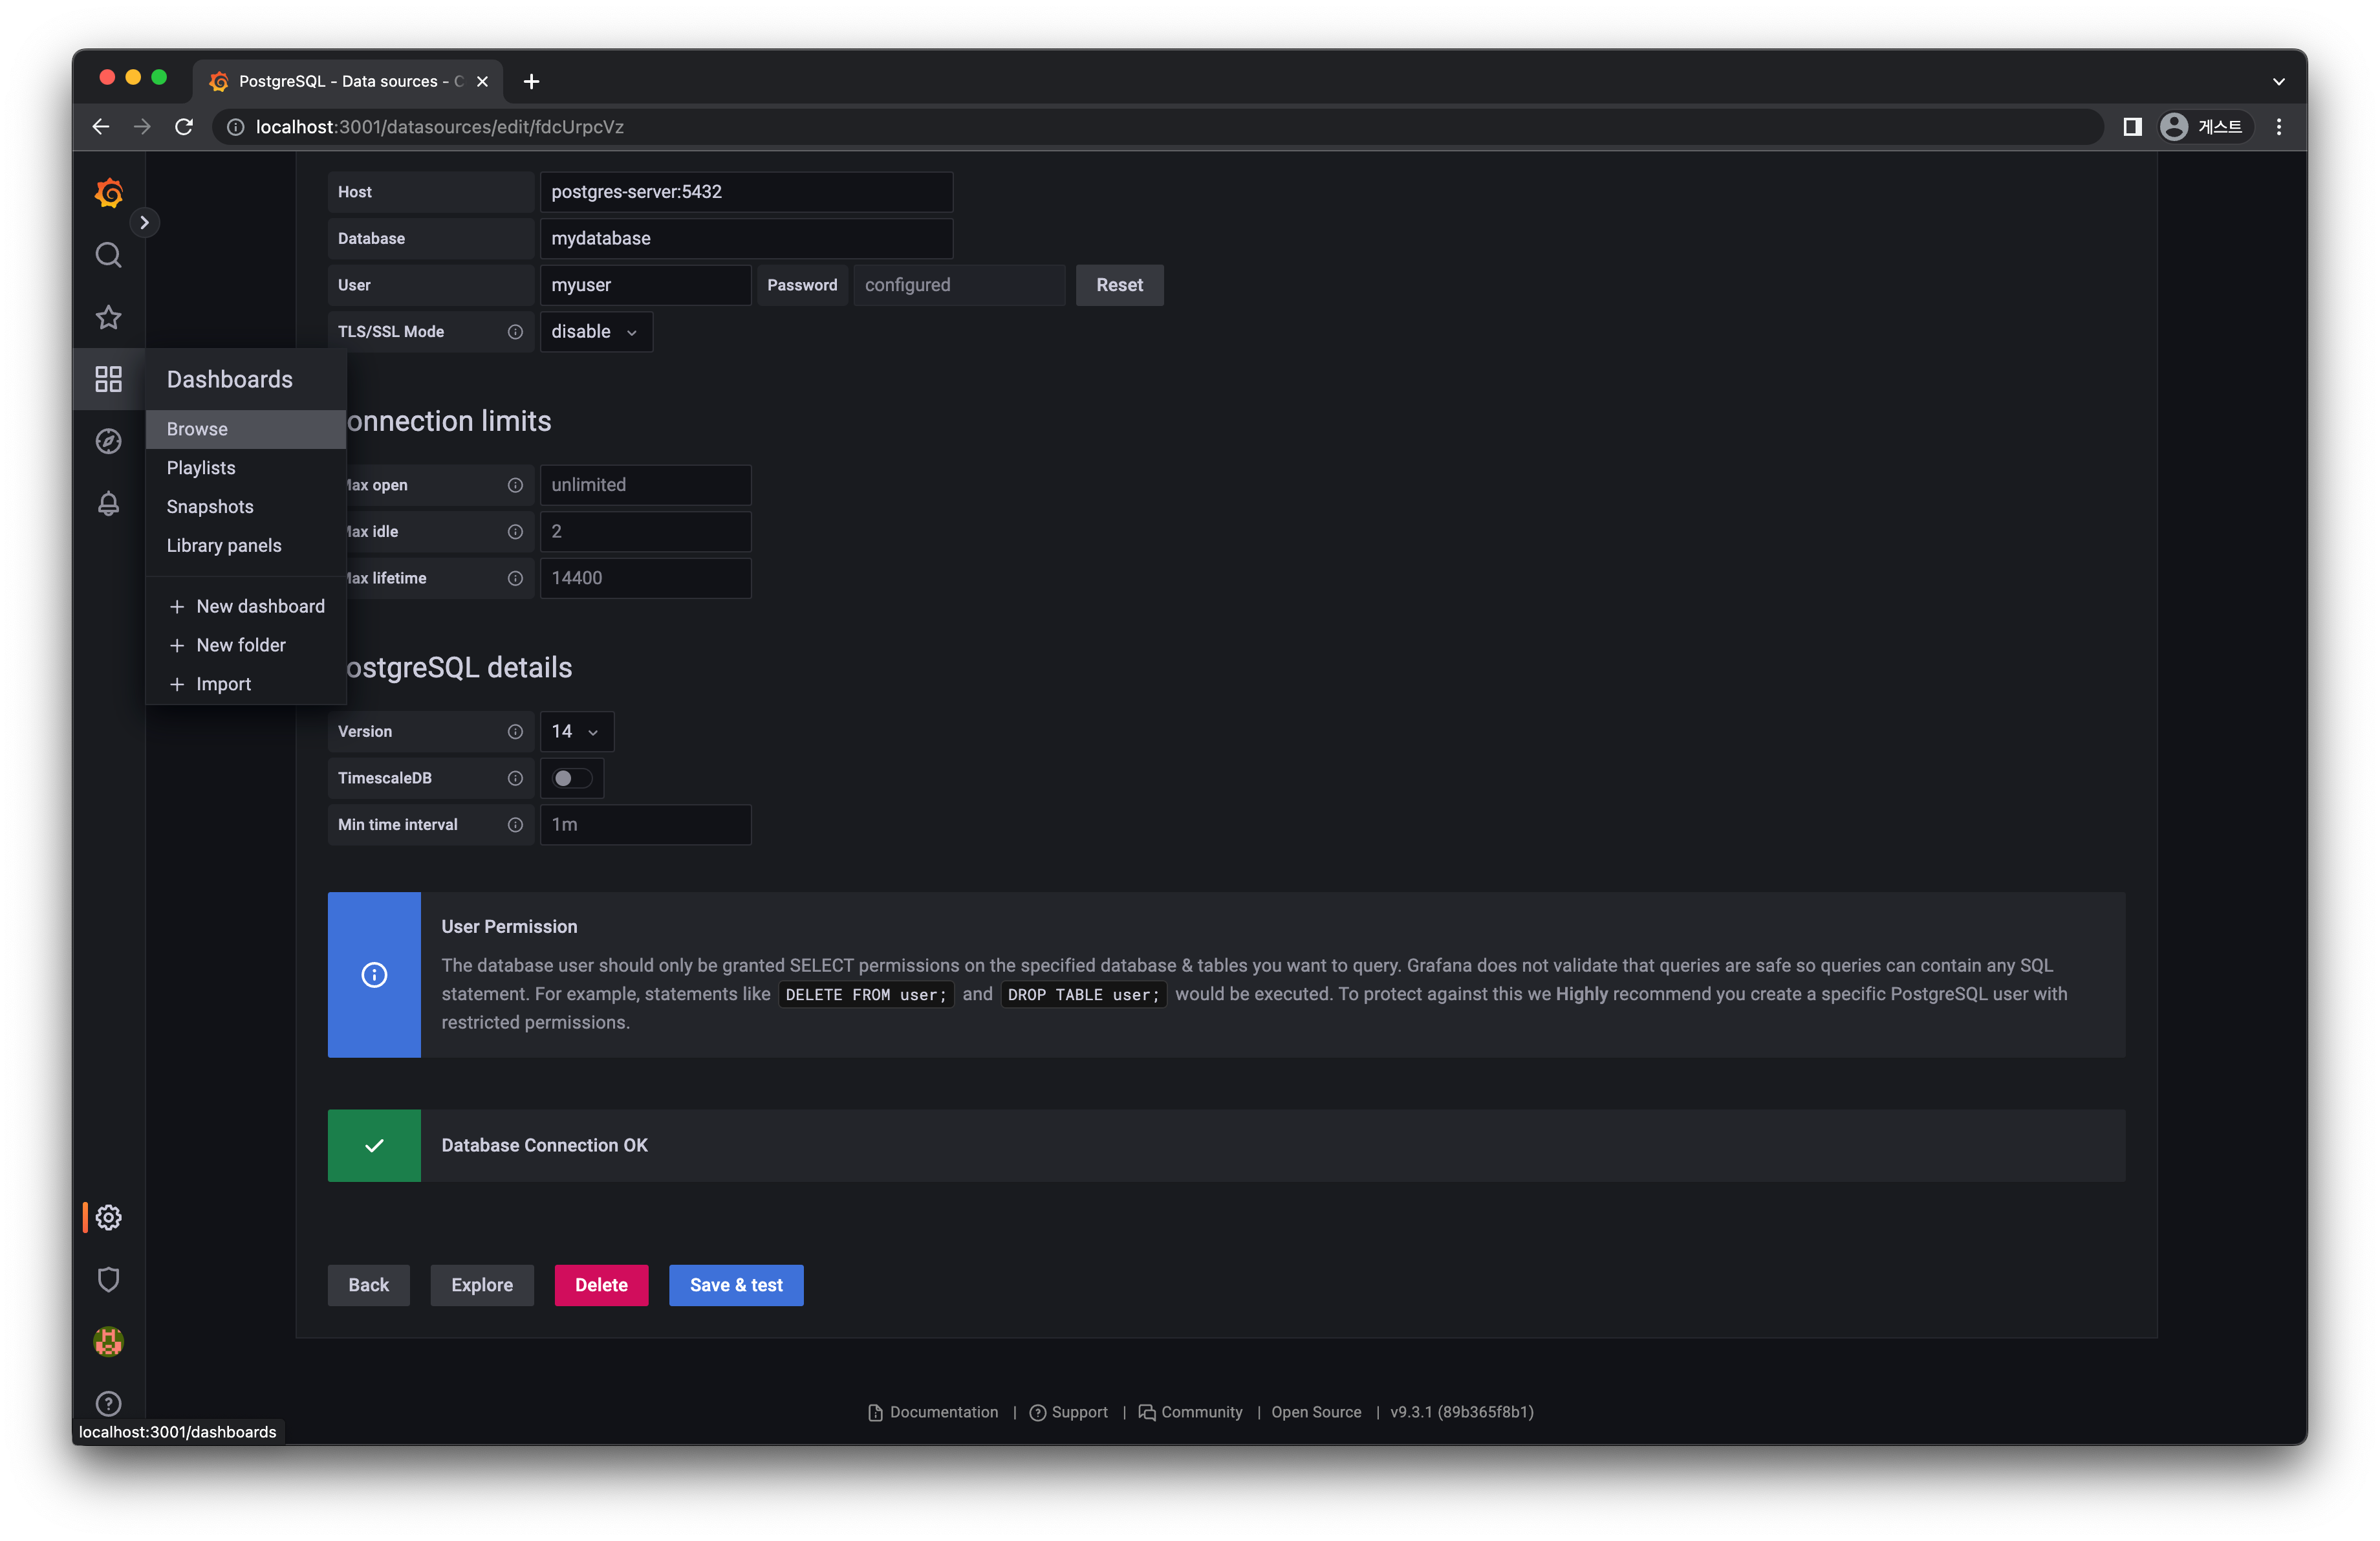 PostgreSQL - Data sources - C
localhost:3001/datasources/edit/fdcUrpcVz
게스트
Host
postgres-server:5432
Database
mydatabase
User
myuser
Password
configured
Reset
TLS/SSL Mode
disable
Dashboards
Browse
Playlists
Snapshots
Library panels
New dashboard
New folder
Import
onnection limits
Max open
unlimited
Max idle
2
Max lifetime
14400
ostgreSQL details
Version
14
TimescaleDB
Min time interval
1m
User Permission
The database user should only be granted SELECT permissions on the specified database & tables you want to query. Grafana does not validate that queries are safe so queries can contain any SQL
statement. For example, statements like DELETE FROM user; and DROP TABLE user; would be executed. To protect against this we Highly recommend you create a specific PostgreSQL user with
restricted permissions.
Database Connection OK
Back
Explore
Delete
Save & test
Documentation | Support | Community | Open Source | v9.3.1 (89b365f8b1)
localhost:3001/dashboards